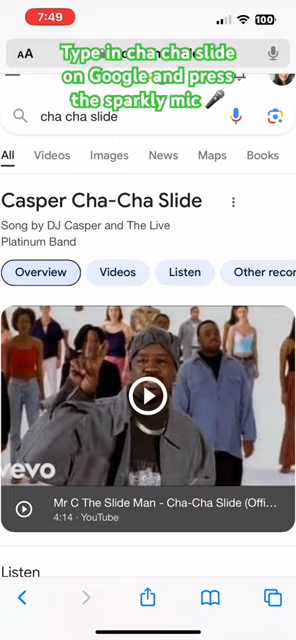 7:49
100
AA
Type in cha cha slide
on Google and press
the sparkly mic 🎤
cha cha slide
All Videos Images News Maps Books
Casper Cha-Cha Slide
Song by DJ Casper and The Live
Platinum Band
Overview Videos Listen Other recor
vevo
Mr C The Slide Man - Cha-Cha Slide (Offi...
4:14 · YouTube
Listen